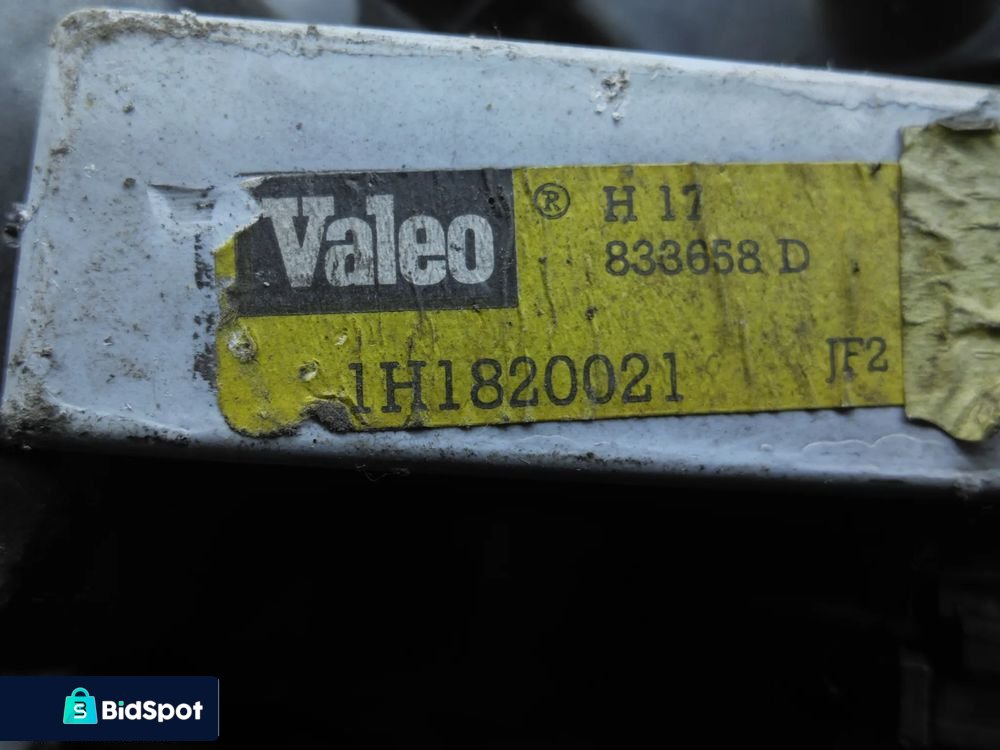 Valeo ® H 17
833658 D
1H1820021 JF2
BidSpot